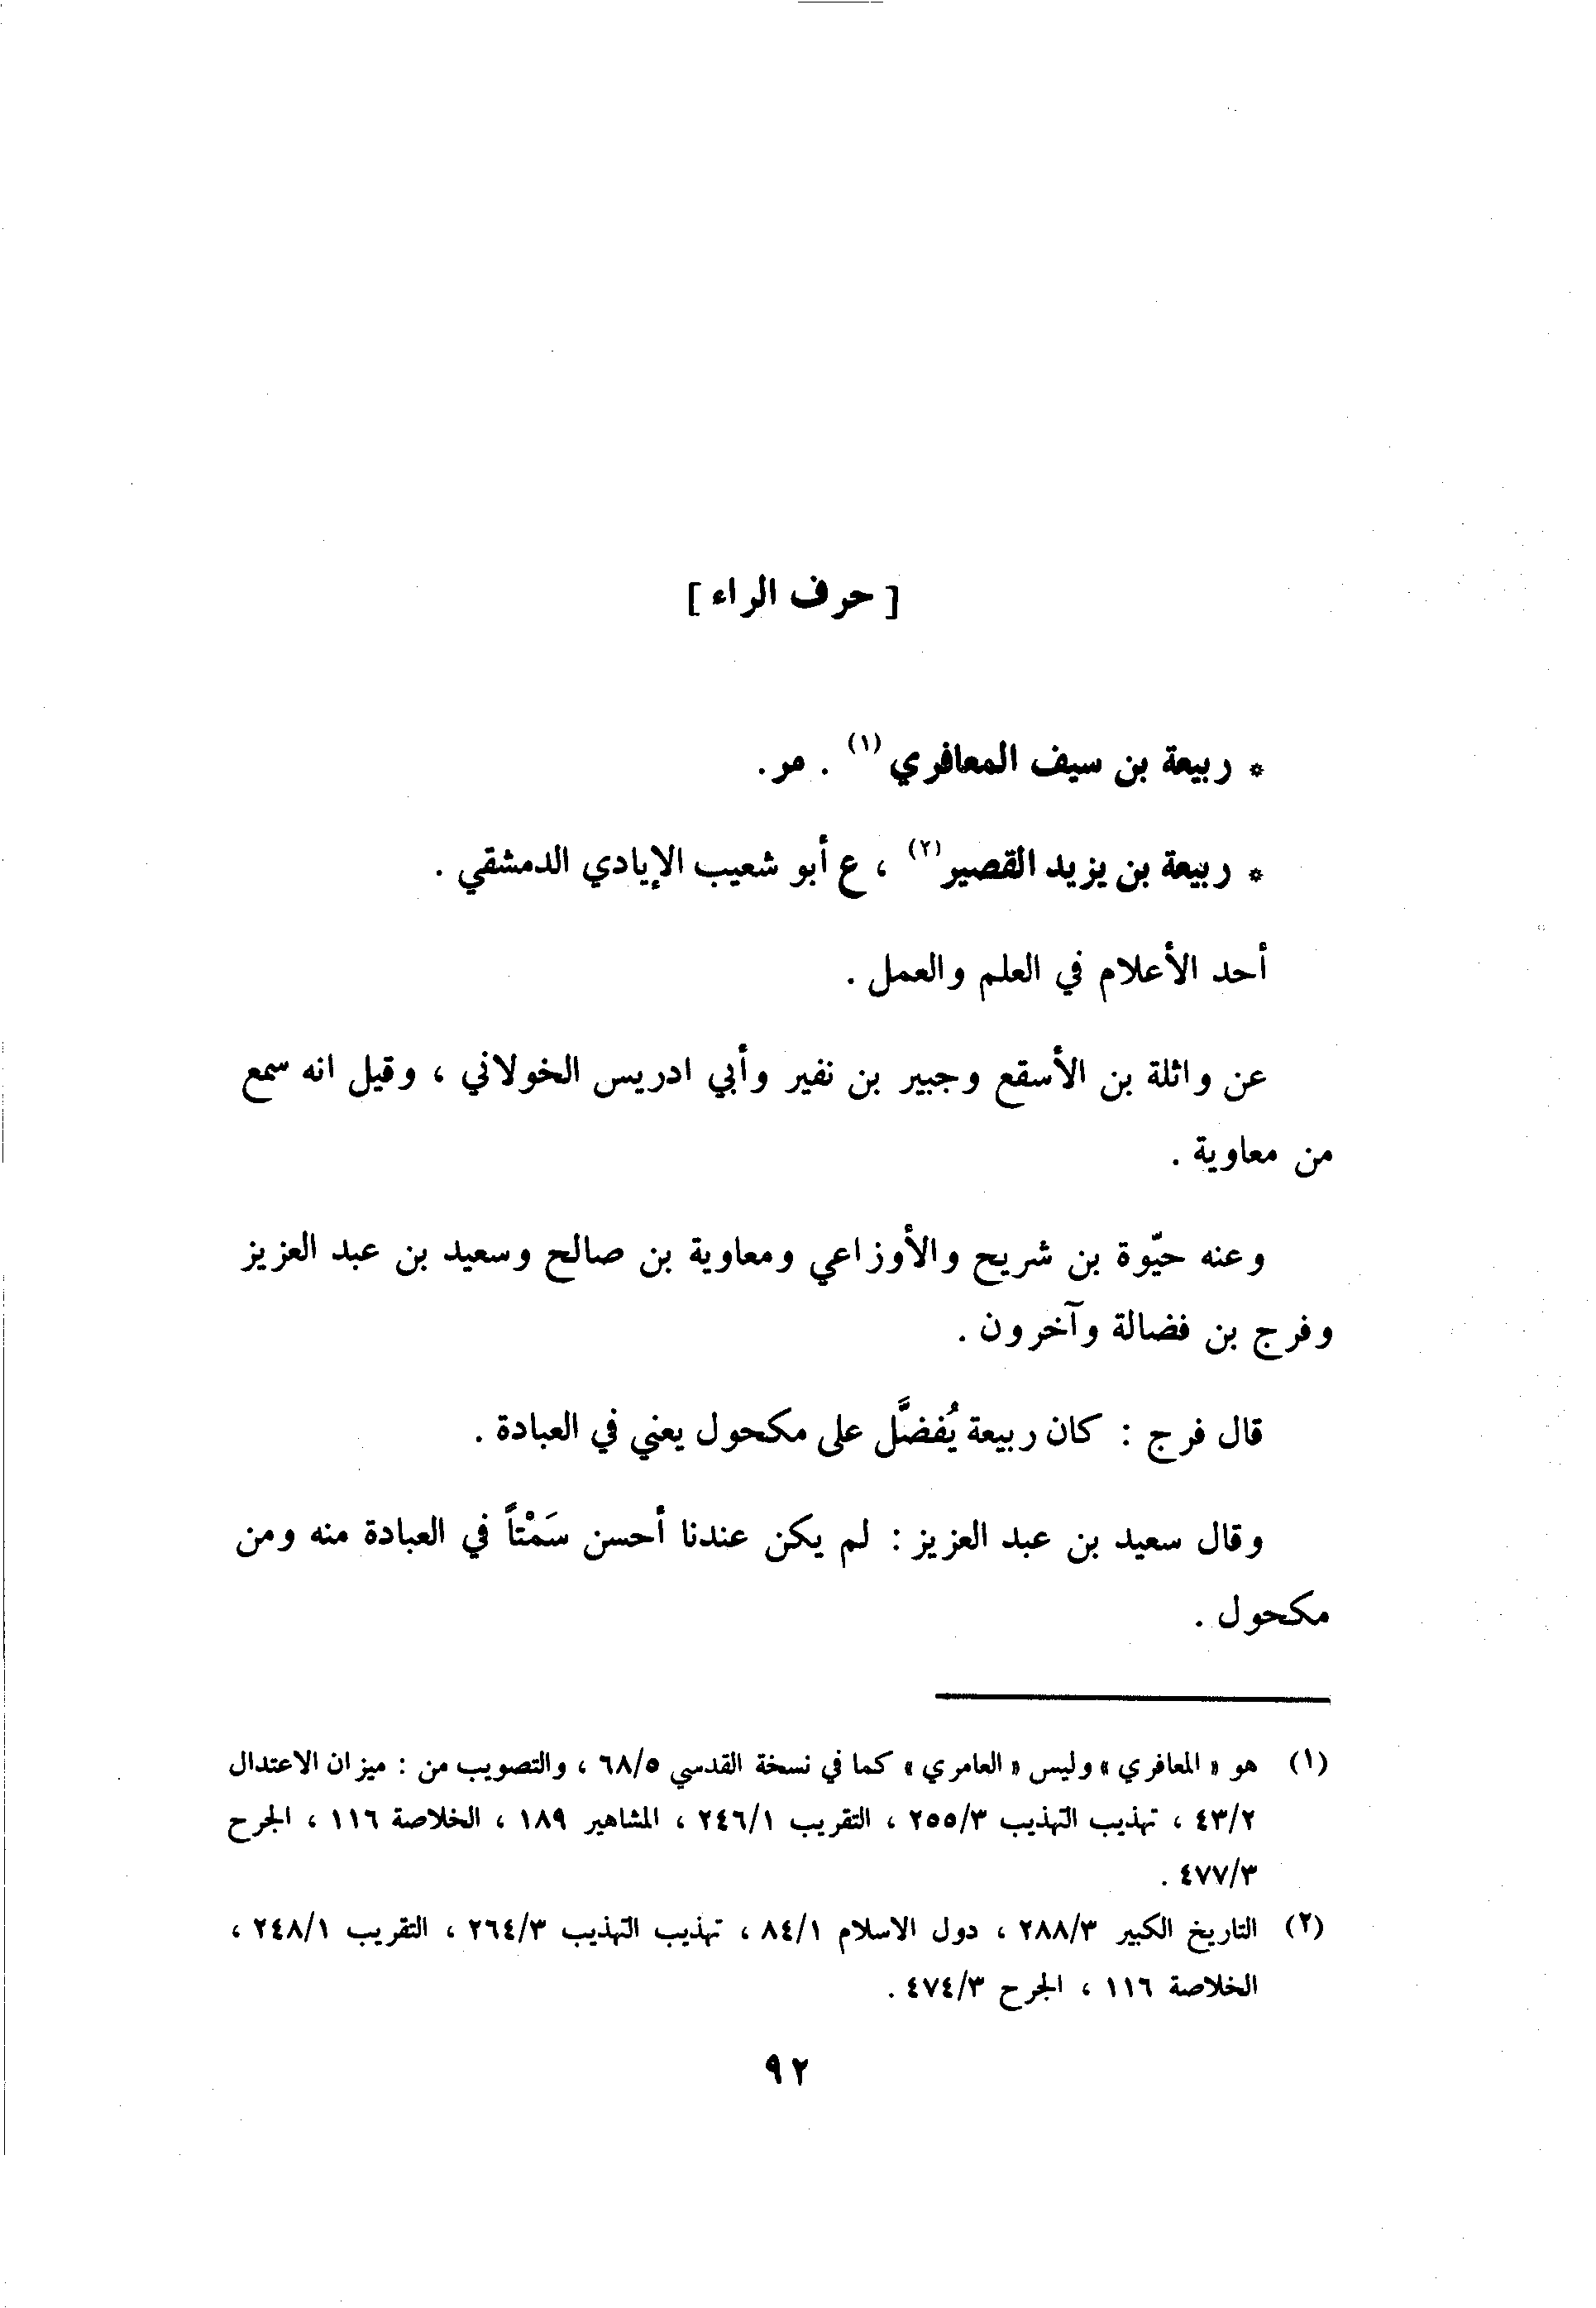 [ حرف الراء ]
* ربيعة بن سيف المعافري (١) . مر.
* ربيعة بن يزيد القصير(٢) ، ع أبو شعيب الإيادي الدمشقي .
أحد الأعلام في العلم والعمل .
عن واثلة بن الأسقع وجبير بن نفير وأبي ادريس الخولاني ، وقيل انه سمع
من معاوية .
وعنه حيّوة بن شريح والأوزاعي ومعاوية بن صالح وسعيد بن عبد العزيز
وفرج بن فضالة وآخرون .
قال فرج : كان ربيعة يُفضَّل على مكحول يعني في العبادة .
وقال سعيد بن عبد العزيز : لم يكن عندنا أحسن سَمْتاً في العبادة منه ومن
مكحول .
(١) هو « المعافري » وليس « العامري » كما في نسخة القدسي ٦٨/٥ ، والتصويب من : ميزان الاعتدال
٤٣/٢ ، تهذيب التهذيب ٢٥٥/٣ ، التقريب ٢٤٦/١ ، المشاهير ١٨٩ ، الخلاصة ١١٦ ، الجرح
٤٧٧/٣ .
(٢) التاريخ الكبير ٢٨٨/٣ ، دول الاسلام ٨٤/١ ، تهذيب التهذيب ٢٦٤/٣ ، التقريب ٢٤٨/١ ،
الخلاصة ١١٦ ، الجرح ٤٧٤/٣ .
٩٢